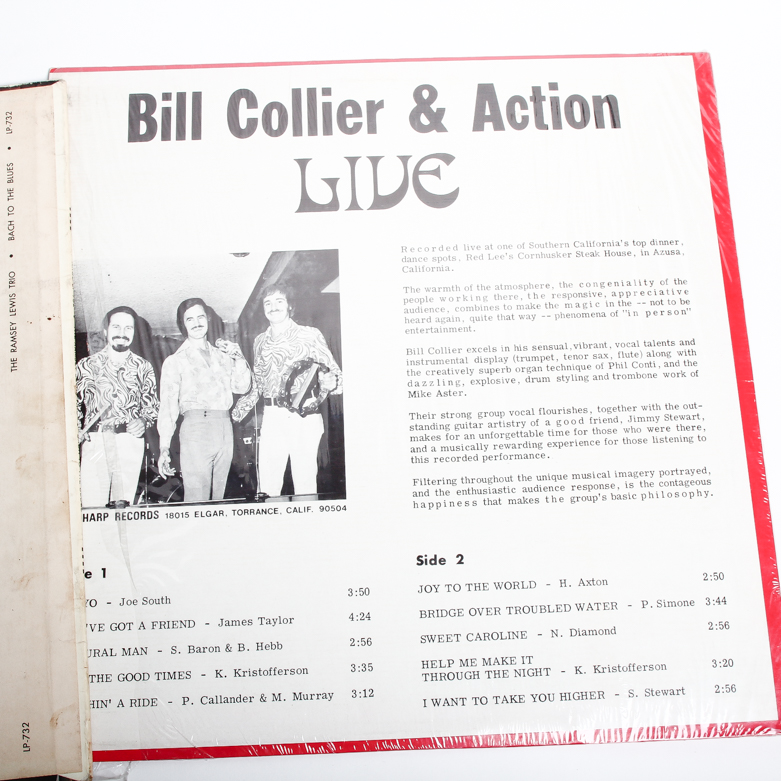 LP-732
BACH TO THE BLUES •
THE RAMSEY LEWIS TRIO •
LP-732
Bill Collier & Action
LIVE
Recorded live at one of Southern California's top dinner,
dance spots, Red Lee's Cornhusker Steak House, in Azusa,
California.
The warmth of the atmosphere, the congeniality of the
people working there, the responsive, appreciative
audience, combines to make the magic in the -- not to be
heard again, quite that way -- phenomena of "in person"
entertainment.
Bill Collier excels in his sensual, vibrant, vocal talents and
instrumental display (trumpet, tenor sax, flute) along with
the creatively superb organ technique of Phil Conti, and the
dazzling, explosive, drum styling and trombone work of
Mike Aster.
Their strong group vocal flourishes, together with the out-
standing guitar artistry of a good friend, Jimmy Stewart,
makes for an unforgettable time for those who were there,
and a musically rewarding experience for those listening to
this recorded performance.
Filtering throughout the unique musical imagery portrayed,
and the enthusiastic audience response, is the contageous
happiness that makes the group's basic philosophy.
HARP RECORDS 18015 ELGAR, TORRANCE, CALIF. 90504
e 1
YO - Joe South 3:50
'VE GOT A FRIEND - James Taylor 4:24
URAL MAN - S. Baron & B. Hebb 2:56
THE GOOD TIMES - K. Kristofferson 3:35
HIN' A RIDE - P. Callander & M. Murray 3:12
Side 2
JOY TO THE WORLD - H. Axton 2:50
BRIDGE OVER TROUBLED WATER - P. Simone 3:44
SWEET CAROLINE - N. Diamond 2:56
HELP ME MAKE IT
THROUGH THE NIGHT - K. Kristofferson 3:20
I WANT TO TAKE YOU HIGHER - S. Stewart 2:56